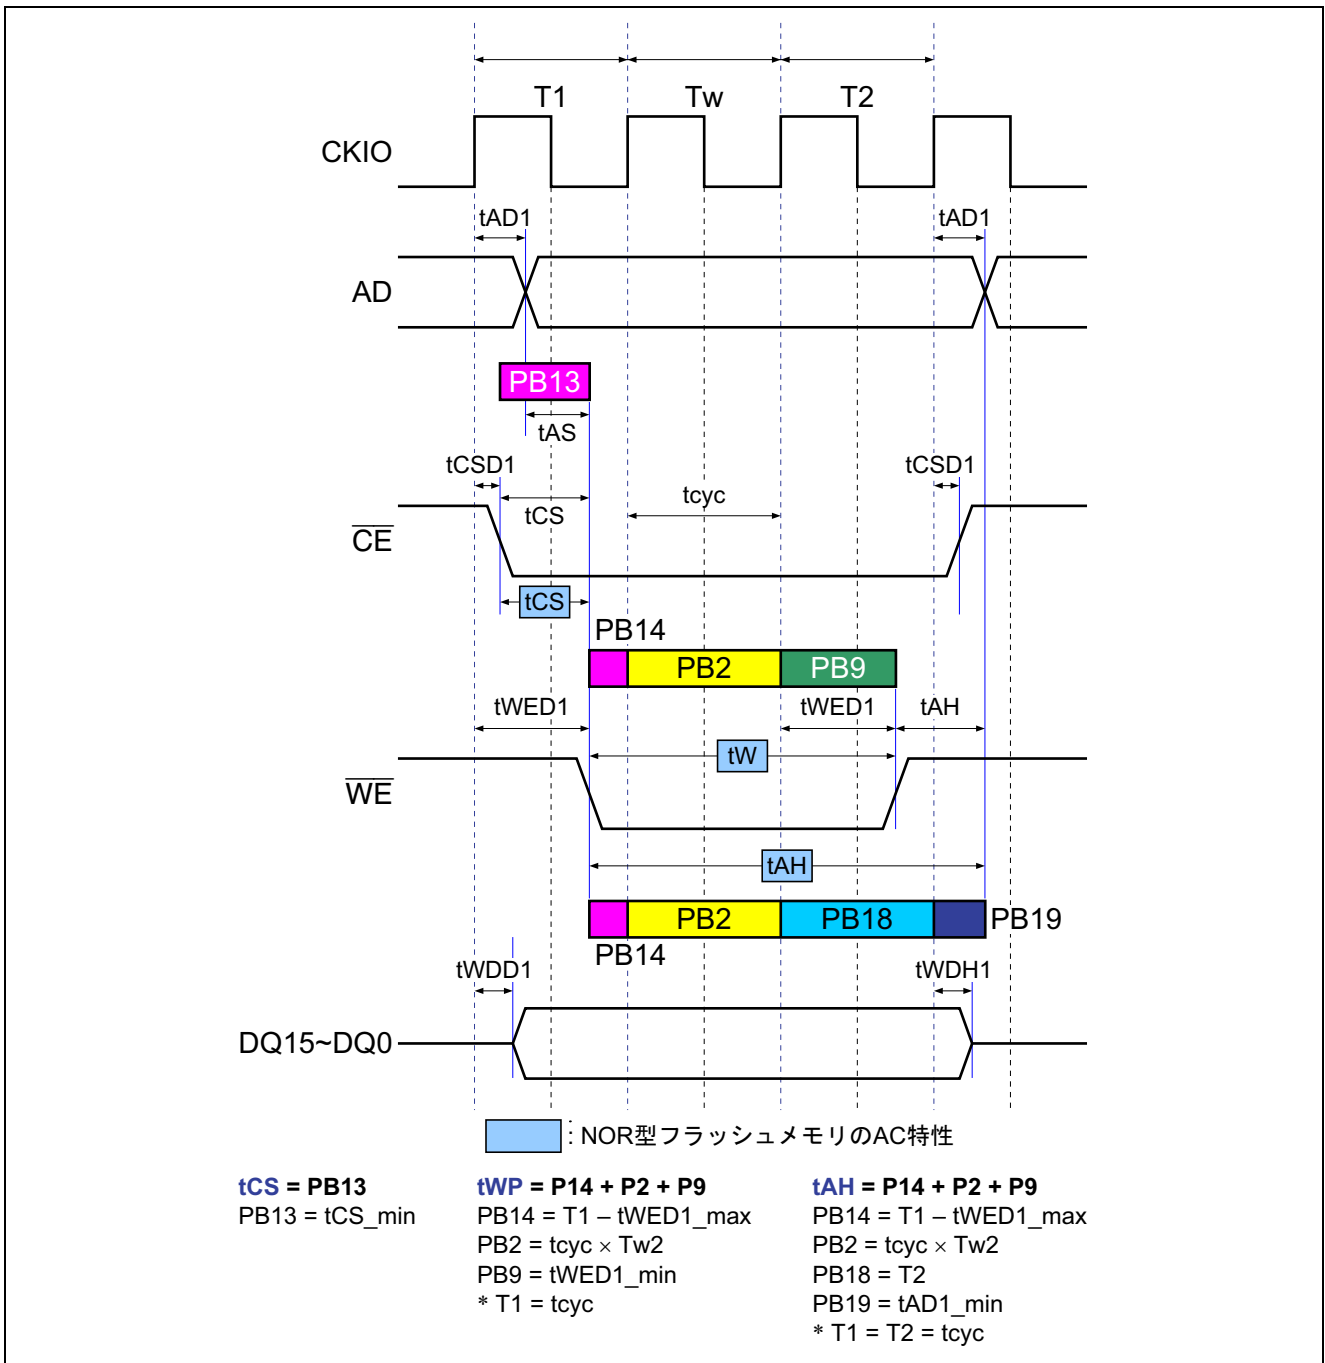 T1 Tw T2
CKIO
tAD1 tAD1
AD
PB13
tAS
tCSD1 tCSD1
tCS tcyc
CE
tCS
PB14
PB2 PB9
tWED1 tWED1 tAH
tW
WE
tAH
PB2 PB18 PB19
PB14
tWDD1 tWDH1
DQ15~DQ0
: NOR型フラッシュメモリのAC特性
tCS = PB13
PB13 = tCS_min
tWP = P14 + P2 + P9
PB14 = T1 – tWED1_max
PB2 = tcyc × Tw2
PB9 = tWED1_min
* T1 = tcyc
tAH = P14 + P2 + P9
PB14 = T1 – tWED1_max
PB2 = tcyc × Tw2
PB18 = T2
PB19 = tAD1_min
* T1 = T2 = tcyc